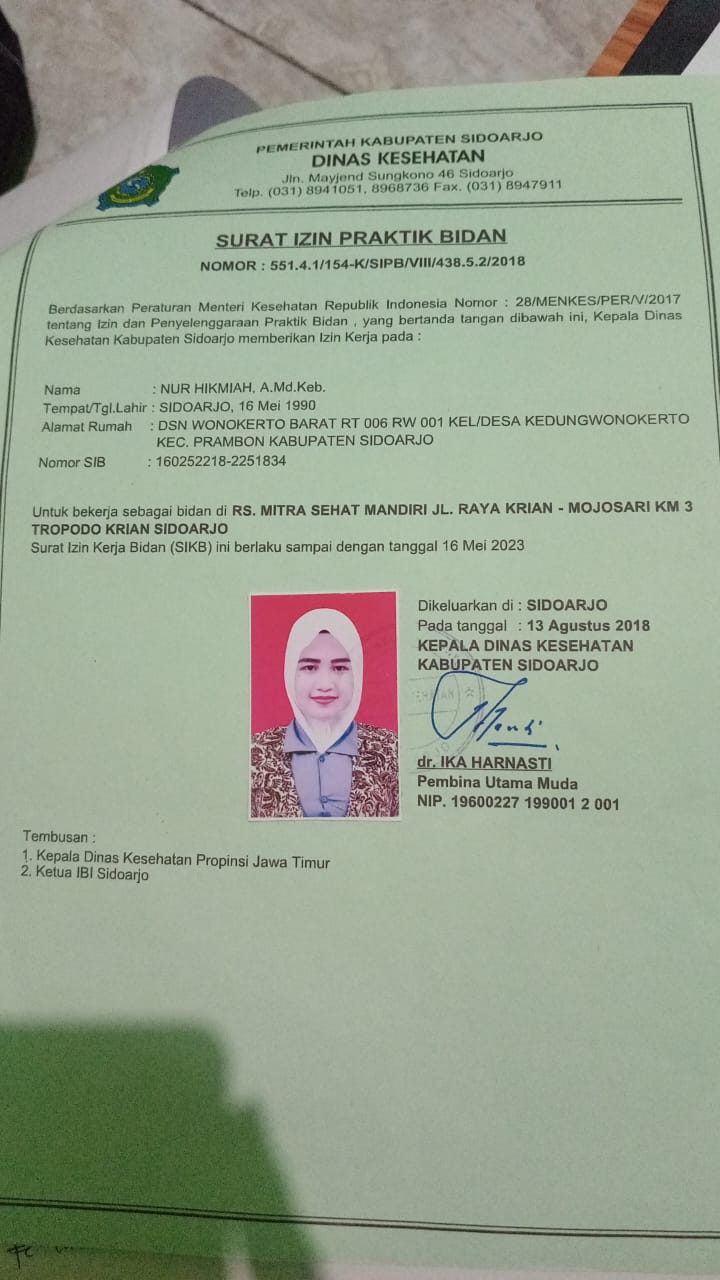 PEMERINTAH KABUPATEN SIDOARJO
DINAS KESEHATAN
Jln. Mayjend Sungkono 46 Sidoarjo
Telp. (031) 8941051, 8968736 Fax. (031) 8947911
SURAT IZIN PRAKTIK BIDAN
NOMOR : 551.4.1/154-K/SIPB/VIII/438.5.2/2018
Berdasarkan Peraturan Menteri Kesehatan Republik Indonesia Nomor : 28/MENKES/PER/V/2017
tentang Izin dan Penyelenggaraan Praktik Bidan , yang bertanda tangan dibawah ini, Kepala Dinas
Kesehatan Kabupaten Sidoarjo memberikan Izin Kerja pada :
Nama : NUR HIKMIAH, A.Md.Keb.
Tempat/Tgl.Lahir : SIDOARJO, 16 Mei 1990
Alamat Rumah : DSN WONOKERTO BARAT RT 006 RW 001 KEL/DESA KEDUNGWONOKERTO
KEC. PRAMBON KABUPATEN SIDOARJO
Nomor SIB : 160252218-2251834
Untuk bekerja sebagai bidan di RS. MITRA SEHAT MANDIRI JL. RAYA KRIAN - MOJOSARI KM 3
TROPODO KRIAN SIDOARJO
Surat Izin Kerja Bidan (SIKB) ini berlaku sampai dengan tanggal 16 Mei 2023
Dikeluarkan di : SIDOARJO
Pada tanggal : 13 Agustus 2018
KEPALA DINAS KESEHATAN
KABUPATEN SIDOARJO
dr. IKA HARNASTI
Pembina Utama Muda
NIP. 19600227 199001 2 001
Tembusan :
1. Kepala Dinas Kesehatan Propinsi Jawa Timur
2. Ketua IBI Sidoarjo